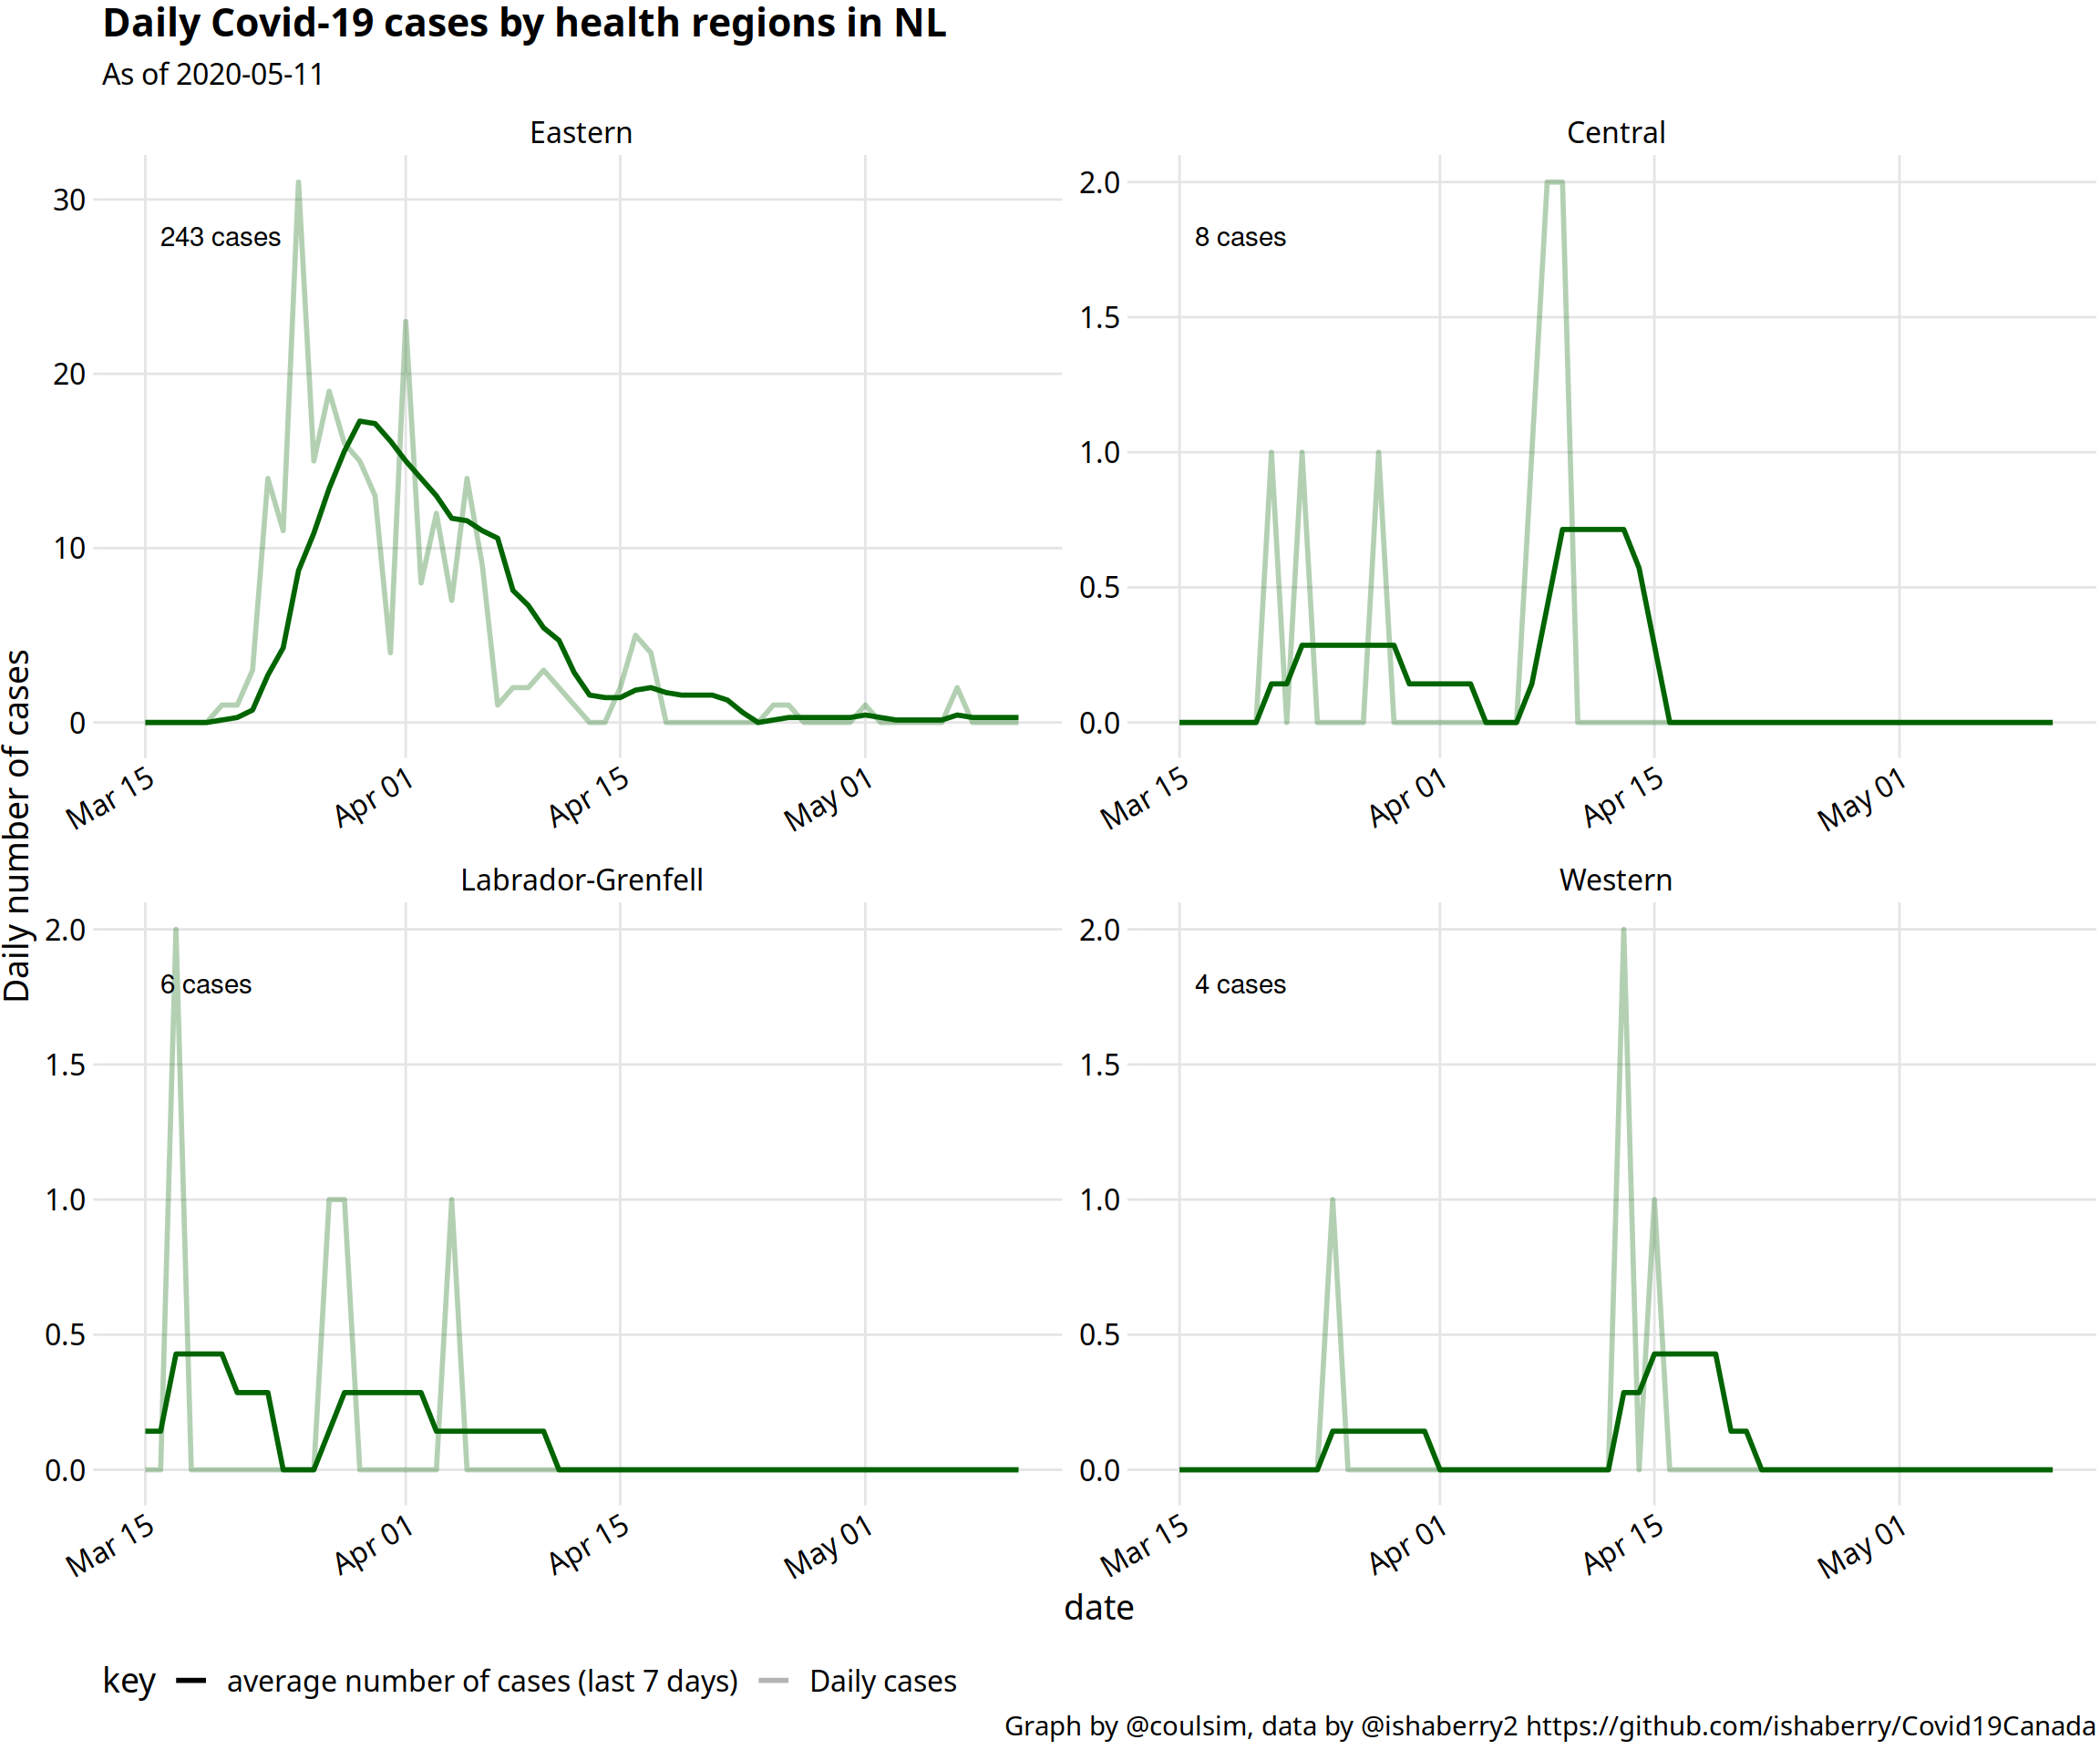 Daily Covid-19 cases by health regions in NL
As of 2020-05-11
Eastern
Central
30
20
10
0
243 cases
Mar 15
Apr 01
Apr 15
May 01
2.0
1.5
1.0
0.5
0.0
8 cases
Mar 15
Apr 01
Apr 15
May 01
Daily number of cases
Labrador-Grenfell
Western
2.0
1.5
1.0
0.5
0.0
6 cases
Mar 15
Apr 01
Apr 15
May 01
2.0
1.5
1.0
0.5
0.0
4 cases
Mar 15
Apr 01
Apr 15
May 01
date
key average number of cases (last 7 days) Daily cases
Graph by @coulsim, data by @ishaberry2 https://github.com/ishaberry/Covid19Canada